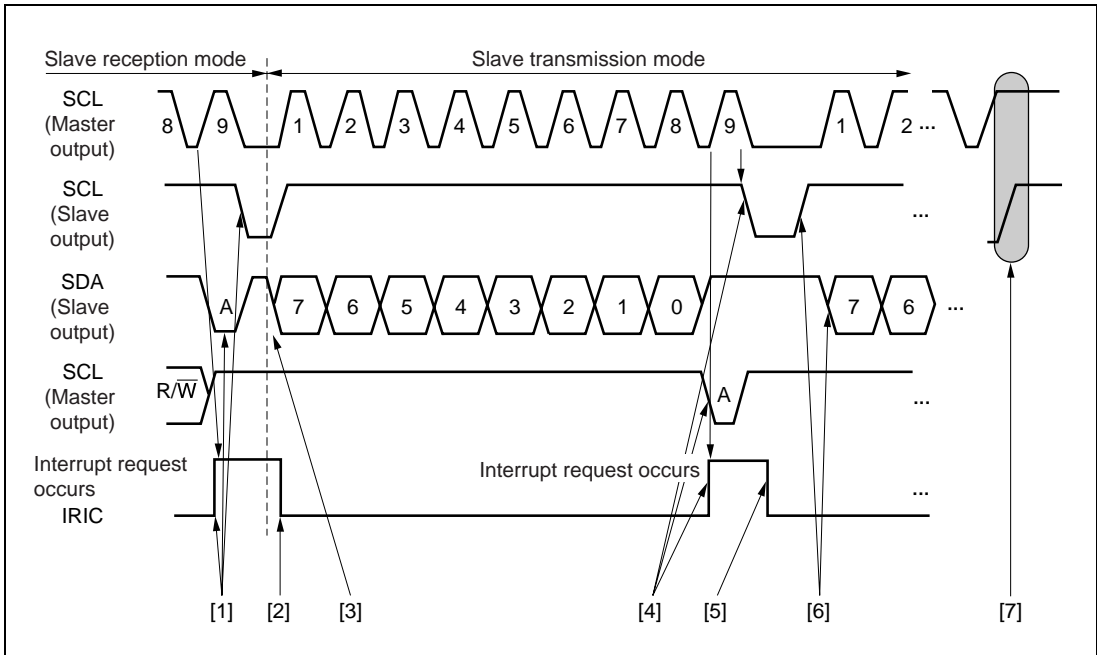 Slave reception mode
Slave transmission mode
SCL
(Master
output)
8 9 1 2 3 4 5 6 7 8 9 1 2 ...
SCL
(Slave
output)
...
SDA
(Slave
output)
A 7 6 5 4 3 2 1 0 7 6 ...
SCL
(Master
output)
R/W̅ A ...
Interrupt request
occurs
IRIC
Interrupt request occurs
...
[1] [2] [3] [4] [5] [6] [7]